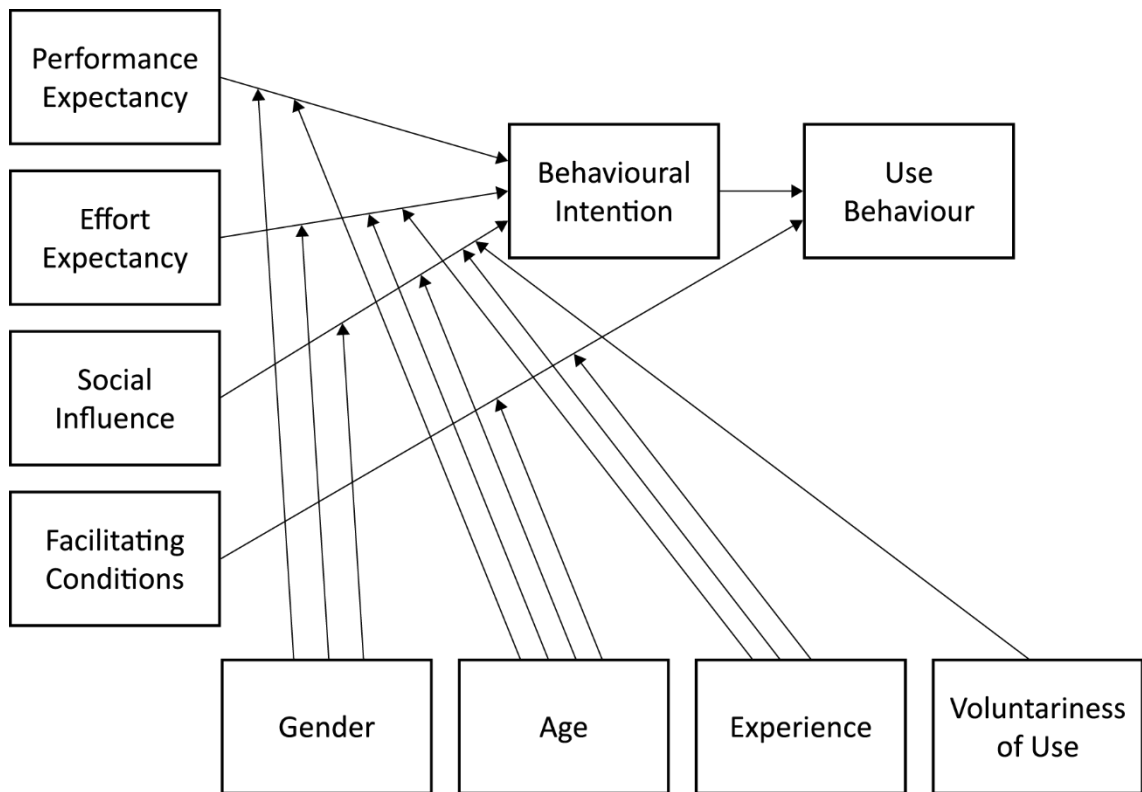 Performance
Expectancy
Effort
Expectancy
Social
Influence
Facilitating
Conditions
Behavioural
Intention
Use
Behaviour
Gender
Age
Experience
Voluntariness
of Use